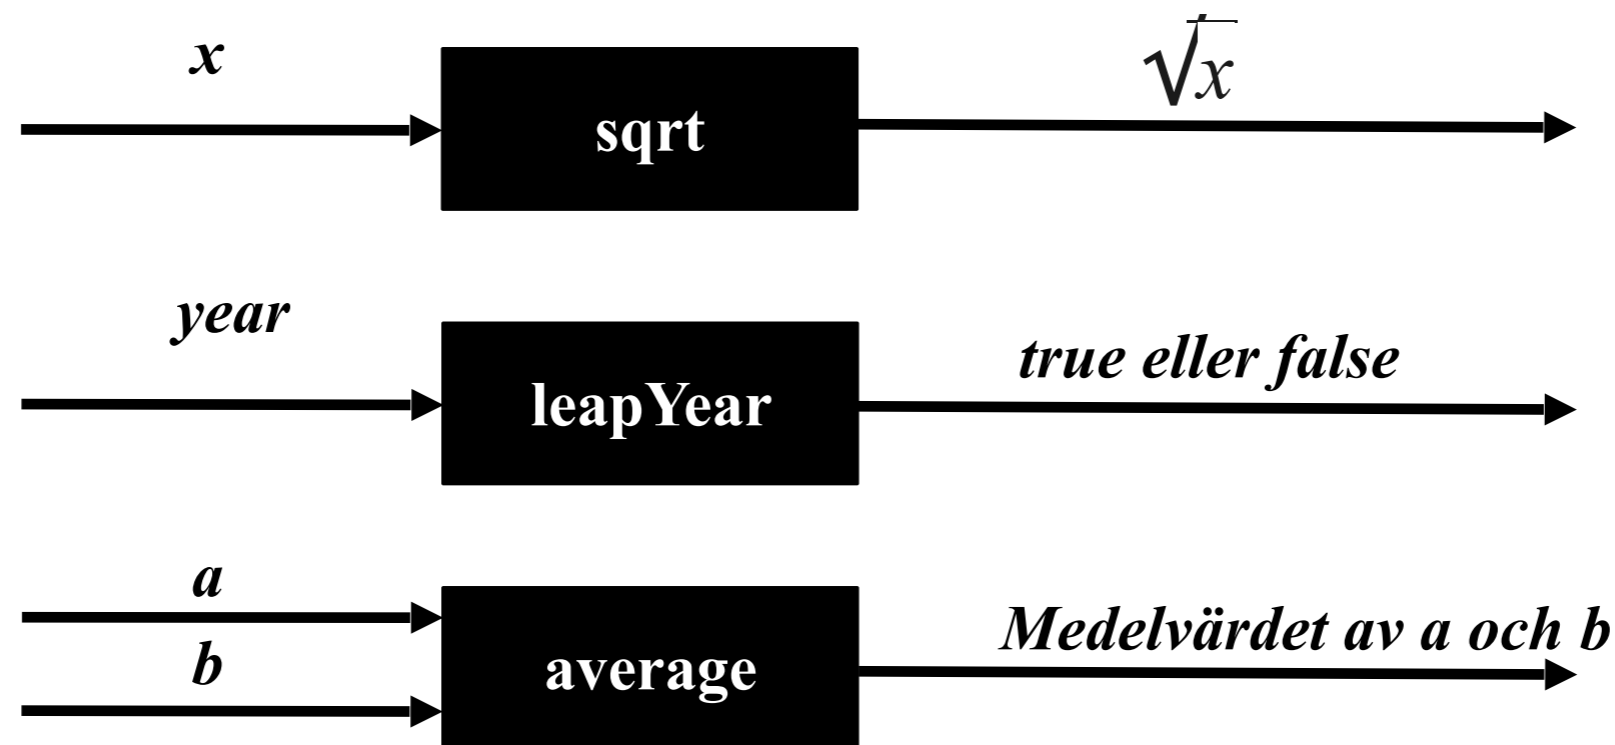 x
sqrt
√x
year
leapYear
true eller false
a
b
average
Medelvärdet av a och b